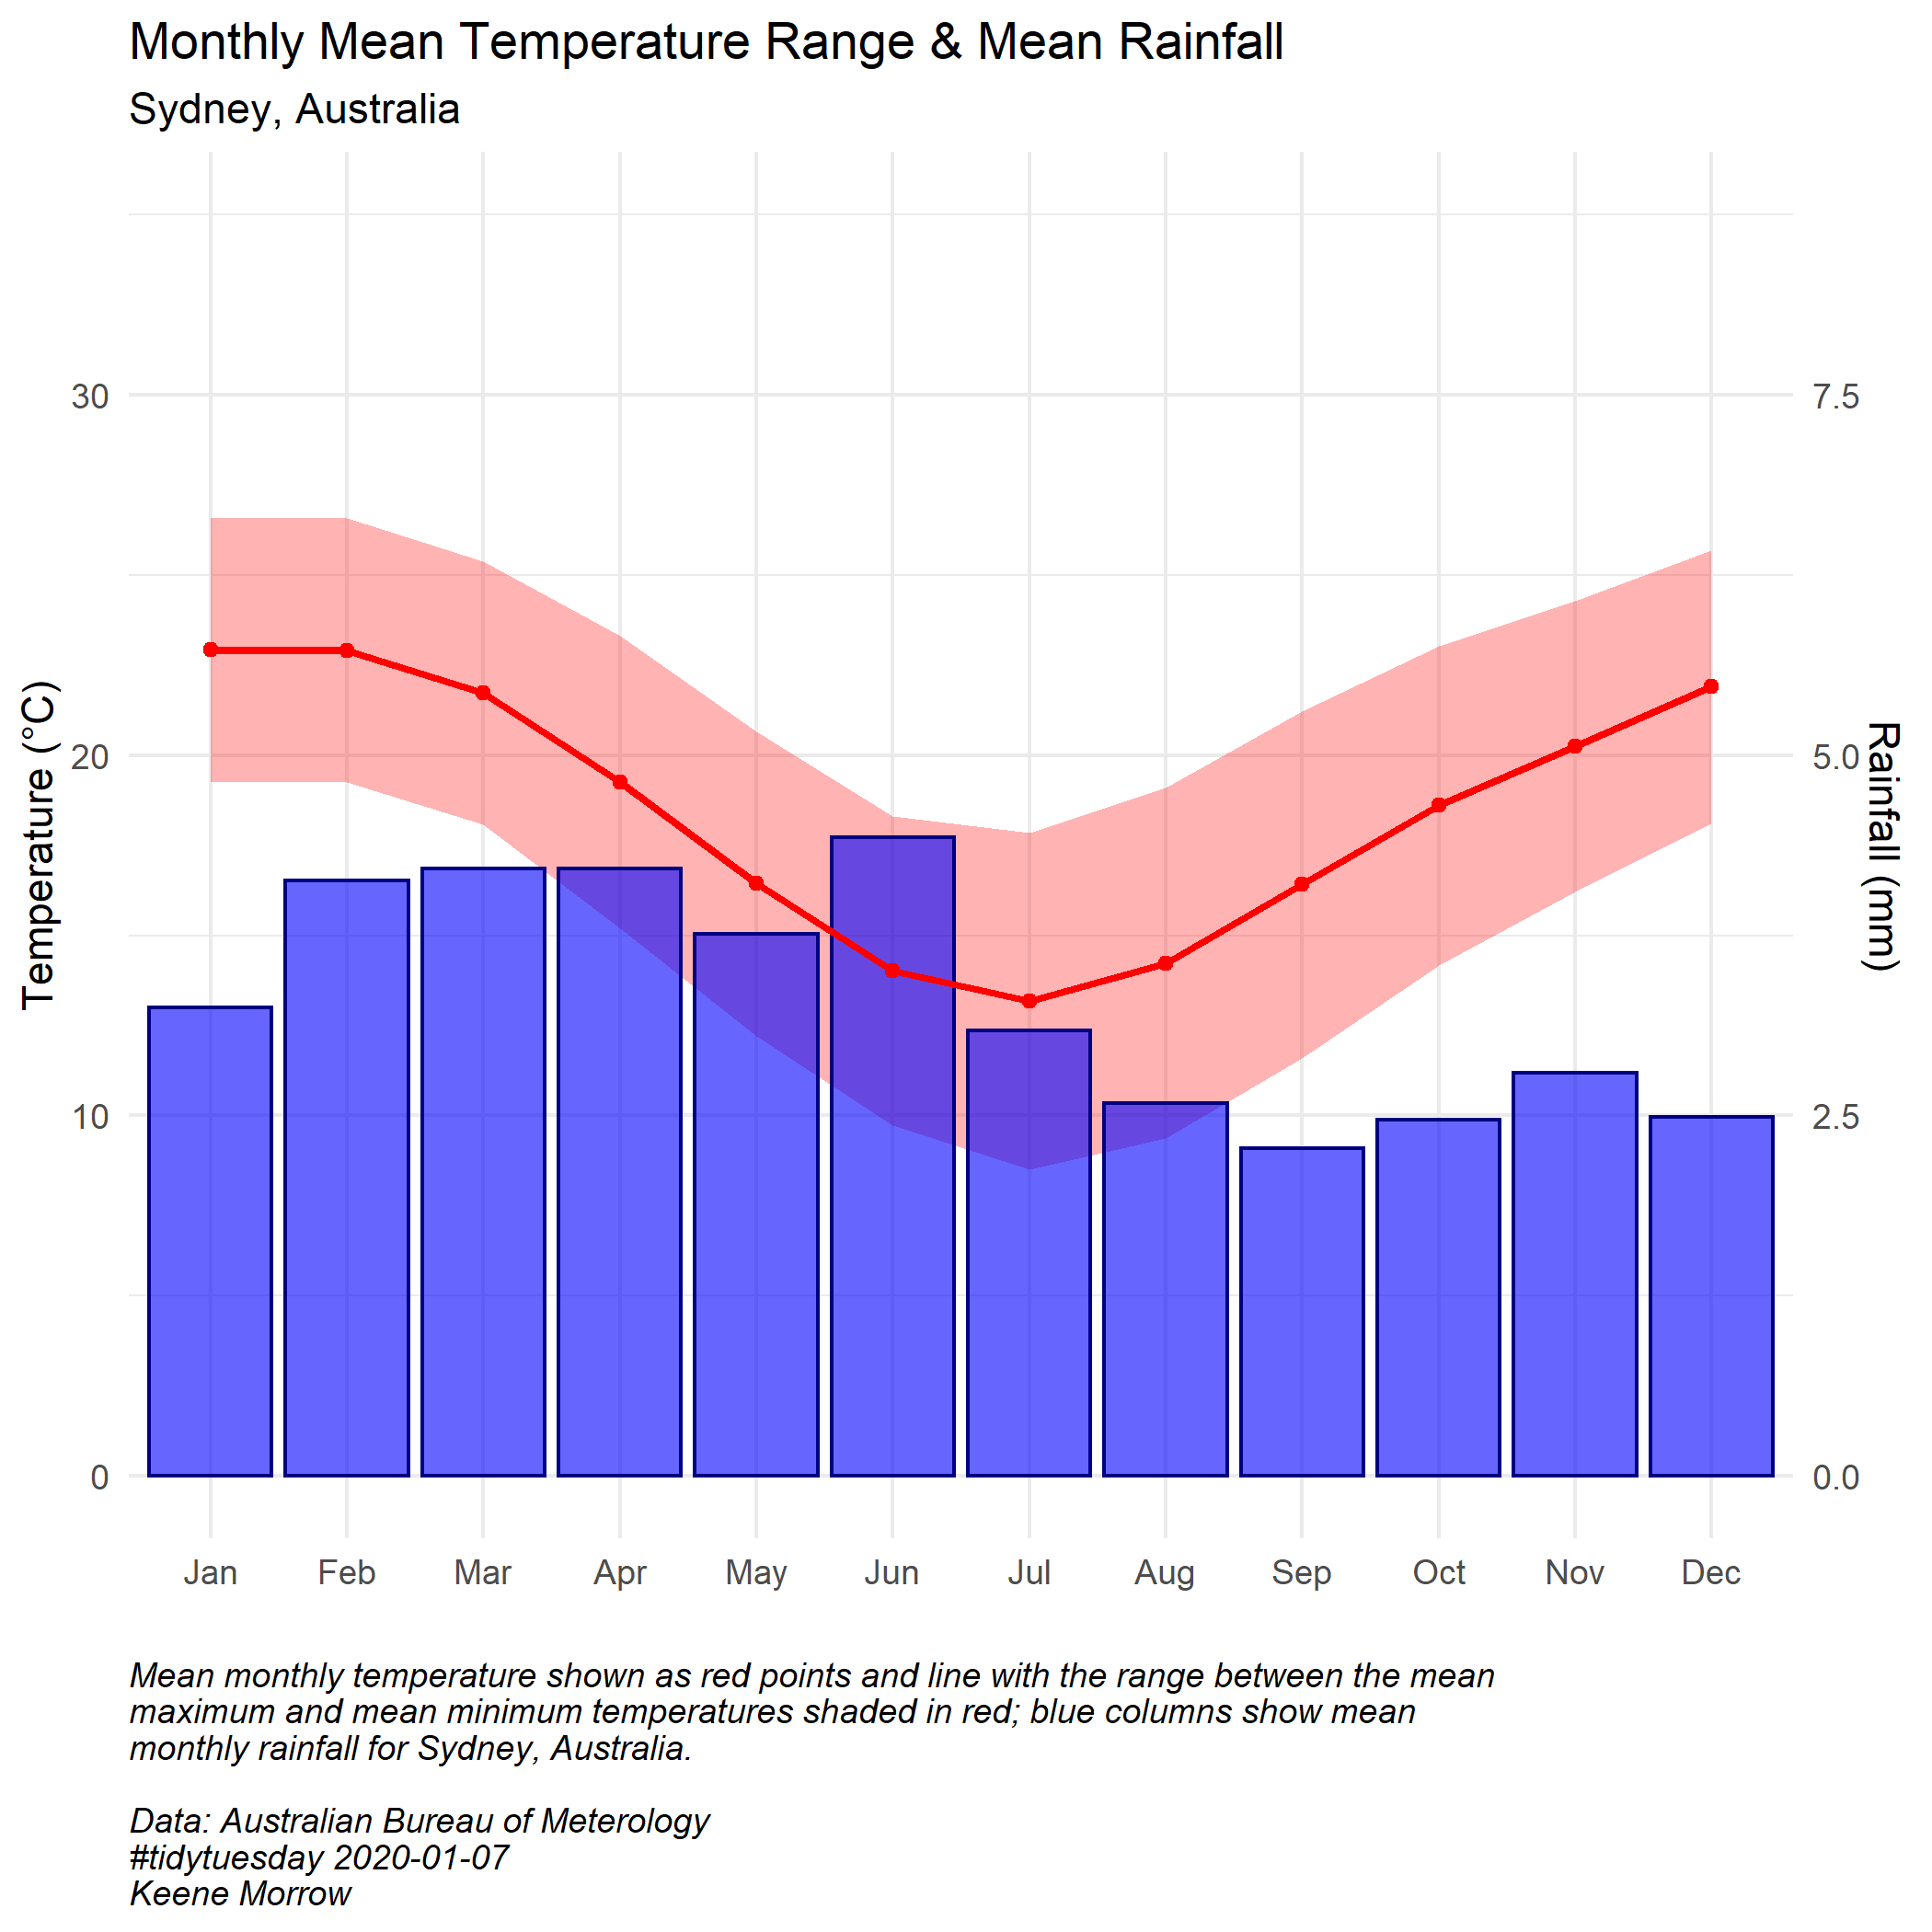 Monthly Mean Temperature Range & Mean Rainfall
Sydney, Australia
Temperature (°C)
30
20
10
0
7.5
5.0
2.5
0.0
Rainfall (mm)
Jan Feb Mar Apr May Jun Jul Aug Sep Oct Nov Dec
Mean monthly temperature shown as red points and line with the range between the mean
maximum and mean minimum temperatures shaded in red; blue columns show mean
monthly rainfall for Sydney, Australia.
Data: Australian Bureau of Meterology
#tidytuesday 2020-01-07
Keene Morrow